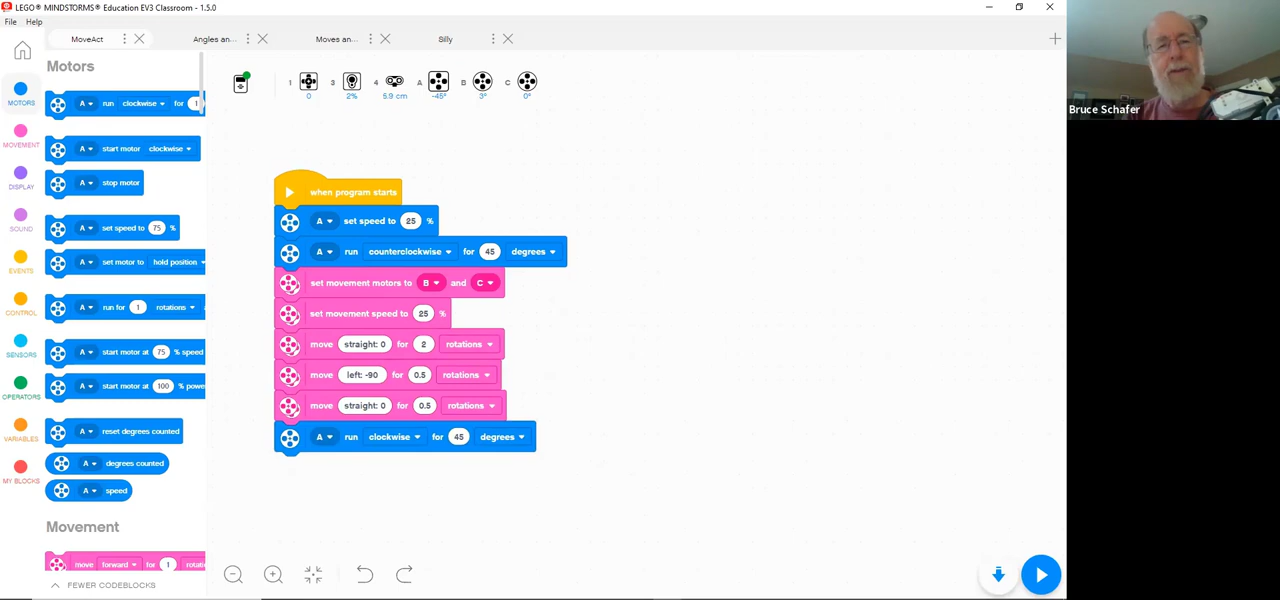 LEGO® MINDSTORMS® Education EV3 Classroom - 1.5.0
File Help
MoveAct Angles an... Moves an... Silly
Bruce Schafer
MOTORS
MOVEMENT
DISPLAY
SOUND
EVENTS
CONTROL
SENSORS
OPERATORS
VARIABLES
MY BLOCKS
Motors
A run clockwise for 1
A start motor clockwise
A stop motor
A set speed to 75 %
A set motor to hold position
A run for 1 rotations
A start motor at 75 % speed
A start motor at 100 % powe
A reset degrees counted
A degrees counted
A speed
Movement
move forward for 1 rotati
FEWER CODEBLOCKS
1 3 4 A B C
0 2% 5.9 cm -45° 3° 0°
when program starts
A set speed to 25 %
A run counterclockwise for 45 degrees
set movement motors to B and C
set movement speed to 25 %
move straight: 0 for 2 rotations
move left: -90 for 0.5 rotations
move straight: 0 for 0.5 rotations
A run clockwise for 45 degrees